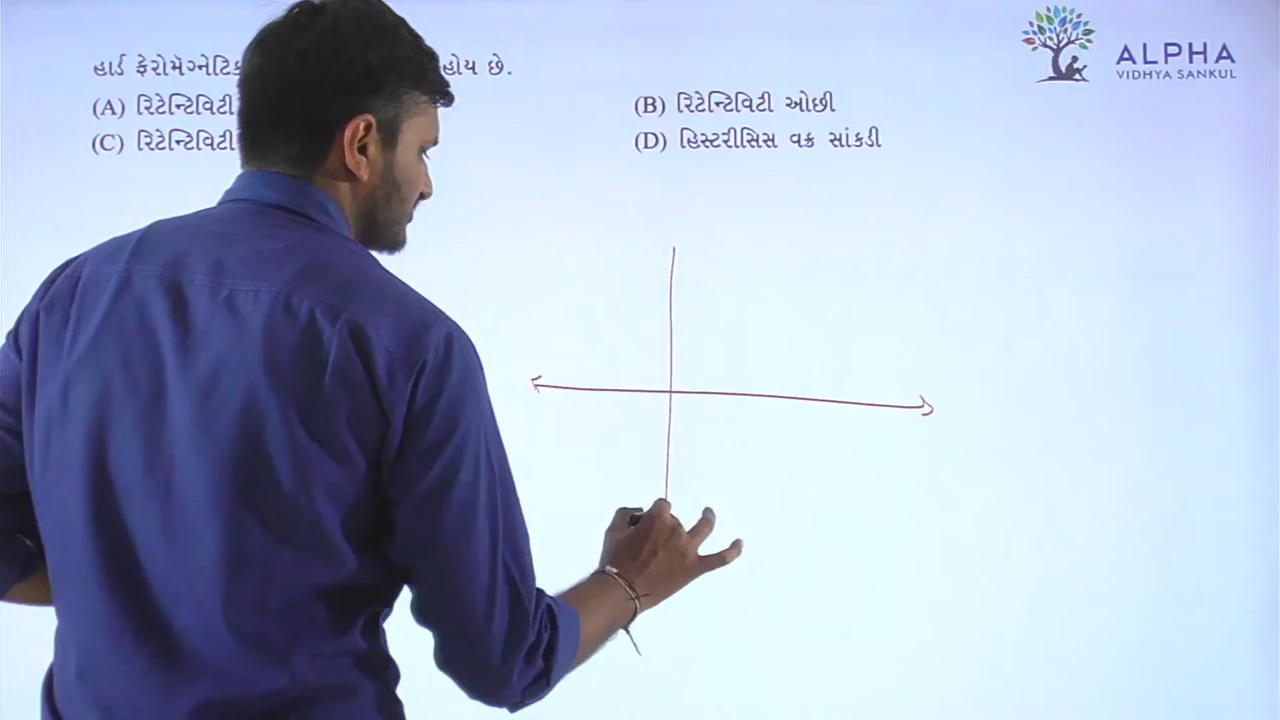 હાર્ડ ફેરોમૅગ્નેટિક હોય છે.
(A) રિટેન્ટિવિટી
(B) રિટેન્ટિવિટી ઓછી
(C) રિટેન્ટિવિટી
(D) હિસ્ટરીસિસ વક્ર સાંકડી
ALPHA
VIDHYA SANKUL